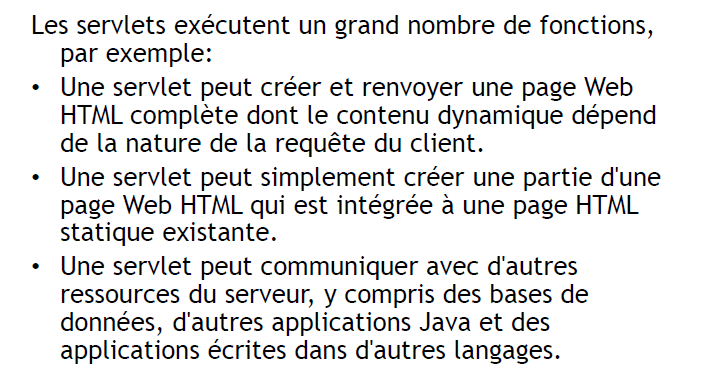 Les servlets exécutent un grand nombre de fonctions,
par exemple:
• Une servlet peut créer et renvoyer une page Web
HTML complète dont le contenu dynamique dépend
de la nature de la requête du client.
• Une servlet peut simplement créer une partie d'une
page Web HTML qui est intégrée à une page HTML
statique existante.
• Une servlet peut communiquer avec d'autres
ressources du serveur, y compris des bases de
données, d'autres applications Java et des
applications écrites dans d'autres langages.